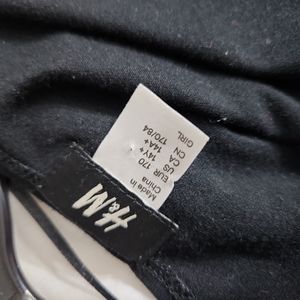 H&M
Made in
China
EUR 170
US 14Y+
CA 14A+
CN 170/84
GIRL